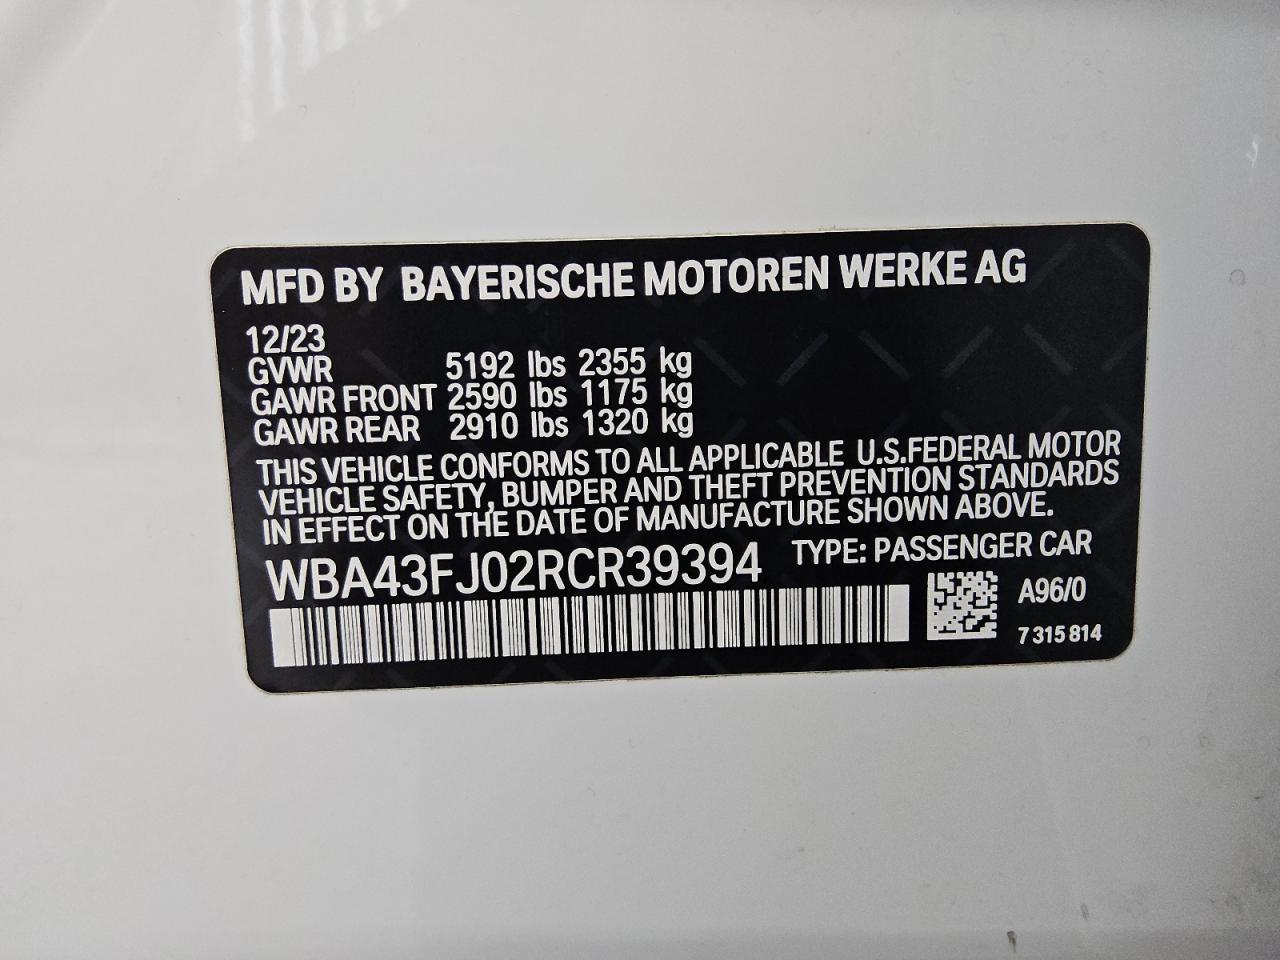 MFD BY BAYERISCHE MOTOREN WERKE AG
12/23
GVWR 5192 lbs 2355 kg
GAWR FRONT 2590 lbs 1175 kg
GAWR REAR 2910 lbs 1320 kg
THIS VEHICLE CONFORMS TO ALL APPLICABLE U.S.FEDERAL MOTOR
VEHICLE SAFETY, BUMPER AND THEFT PREVENTION STANDARDS
IN EFFECT ON THE DATE OF MANUFACTURE SHOWN ABOVE.
WBA43FJ02RCR39394 TYPE: PASSENGER CAR
A96/0
7 315 814